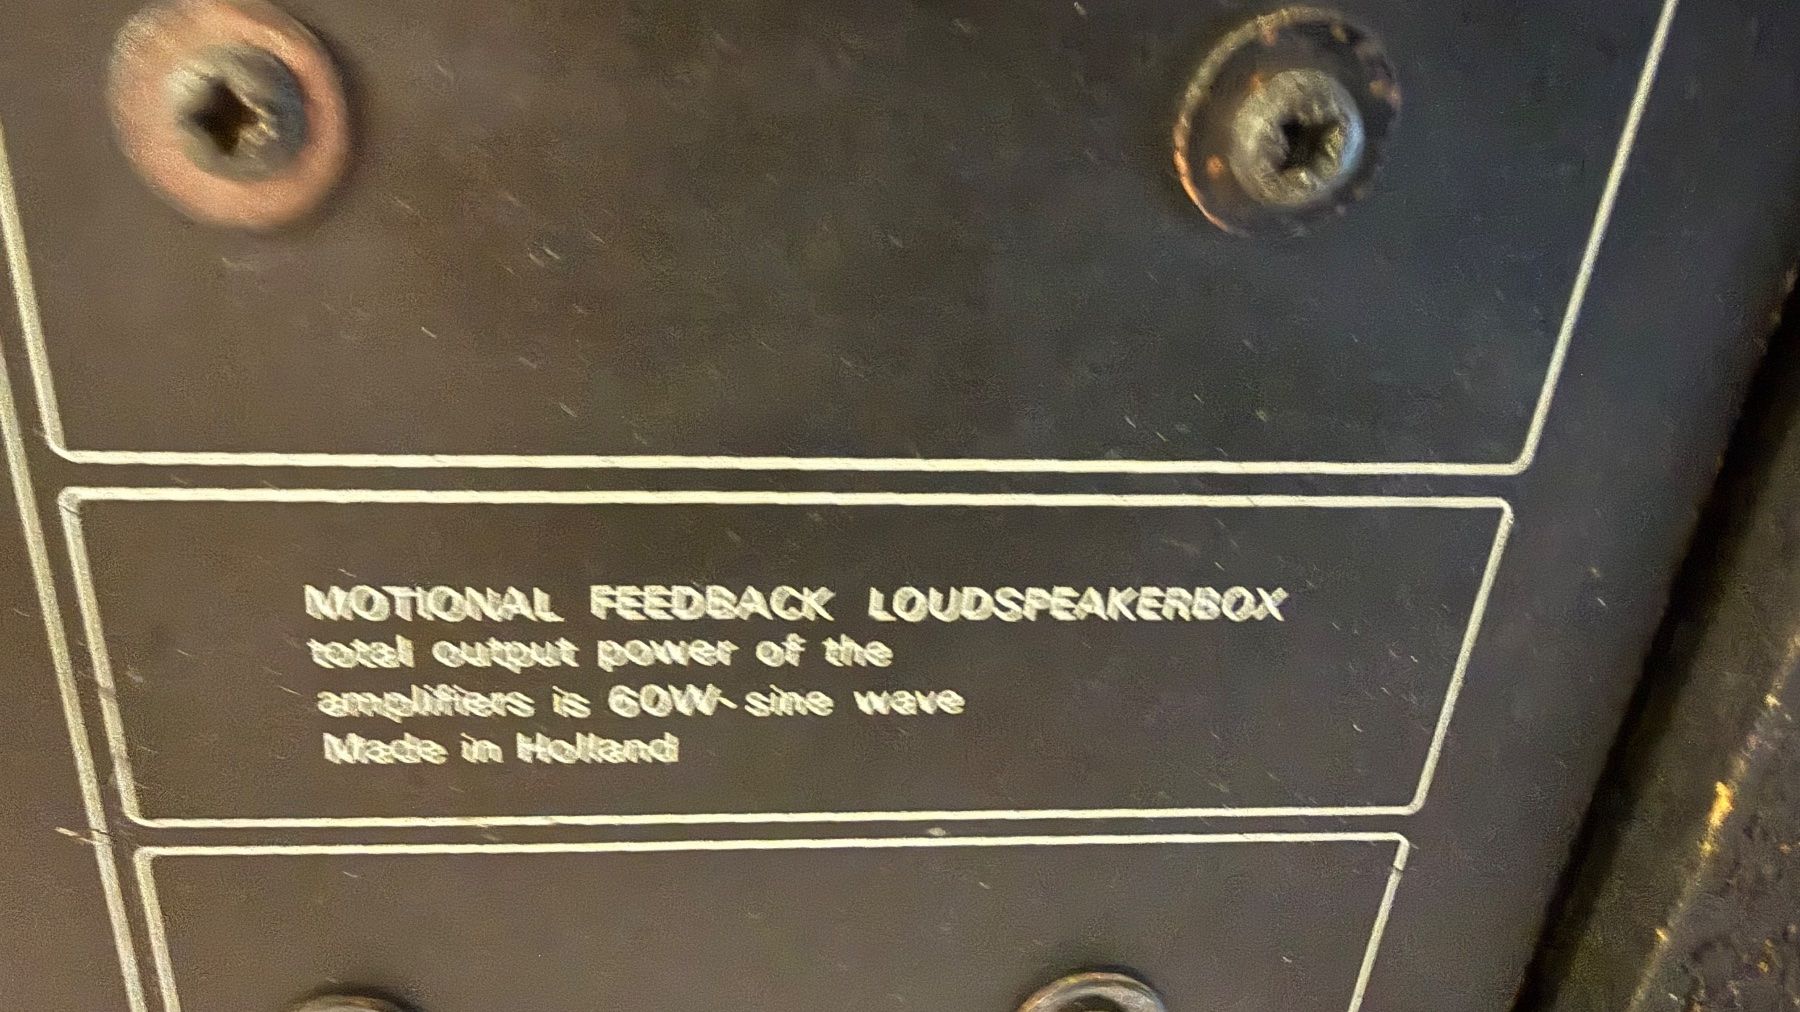 MOTIONAL FEEDBACK LOUDSPEAKERBOX
total output power of the
amplifiers is 60W-sine wave
Made in Holland